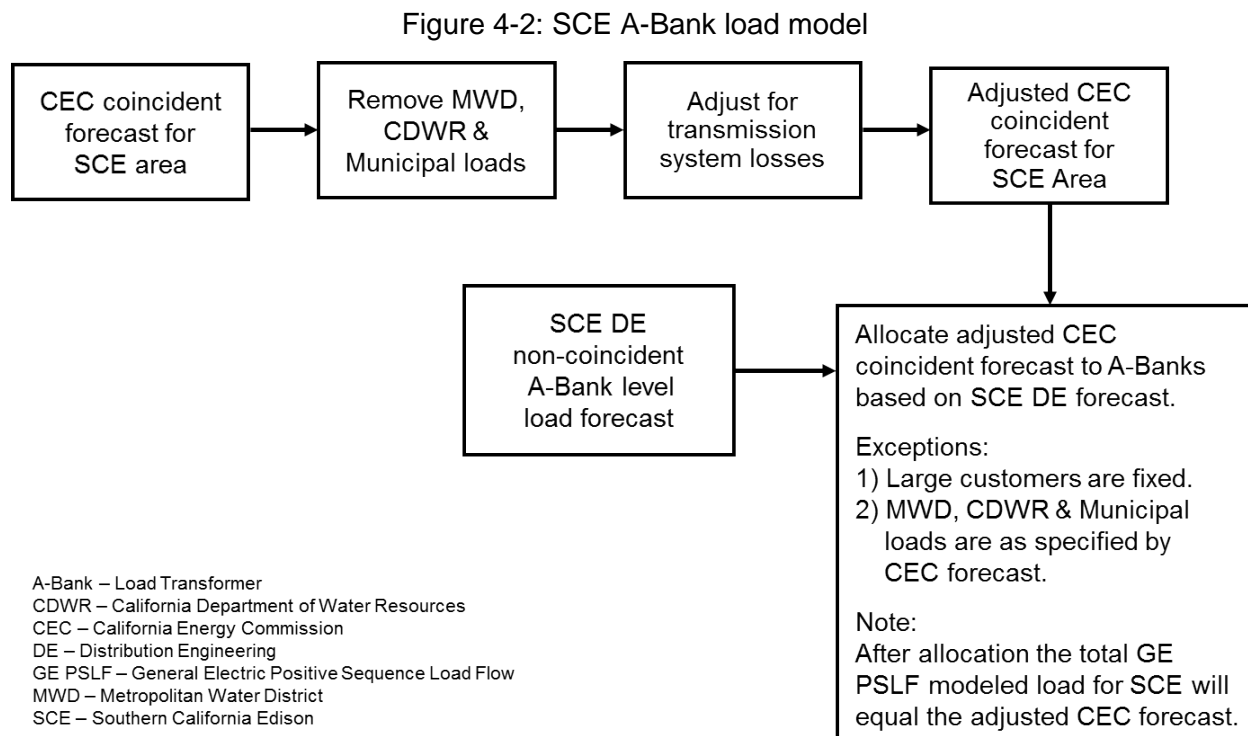 Figure 4-2: SCE A-Bank load model
CEC coincident
forecast for
SCE area
Remove MWD,
CDWR &
Municipal loads
Adjust for
transmission
system losses
Adjusted CEC
coincident
forecast for
SCE Area
SCE DE
non-coincident
A-Bank level
load forecast
Allocate adjusted CEC
coincident forecast to A-Banks
based on SCE DE forecast.
Exceptions:
1) Large customers are fixed.
2) MWD, CDWR & Municipal
loads are as specified by
CEC forecast.
Note:
After allocation the total GE
PSLF modeled load for SCE will
equal the adjusted CEC forecast.
A-Bank – Load Transformer
CDWR – California Department of Water Resources
CEC – California Energy Commission
DE – Distribution Engineering
GE PSLF – General Electric Positive Sequence Load Flow
MWD – Metropolitan Water District
SCE – Southern California Edison